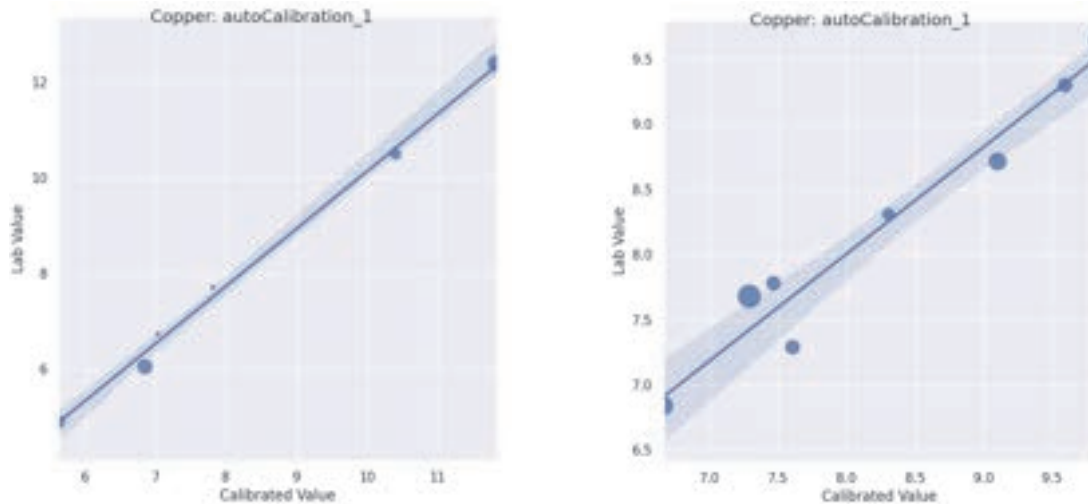 Copper: autoCalibration_1
12
10
8
6
Lab Value
6 7 8 9 10 11
Calibrated Value
Copper: autoCalibration_1
9.5
9.0
8.5
8.0
7.5
7.0
6.5
Lab Value
7.0 7.5 8.0 8.5 9.0 9.5
Calibrated Value